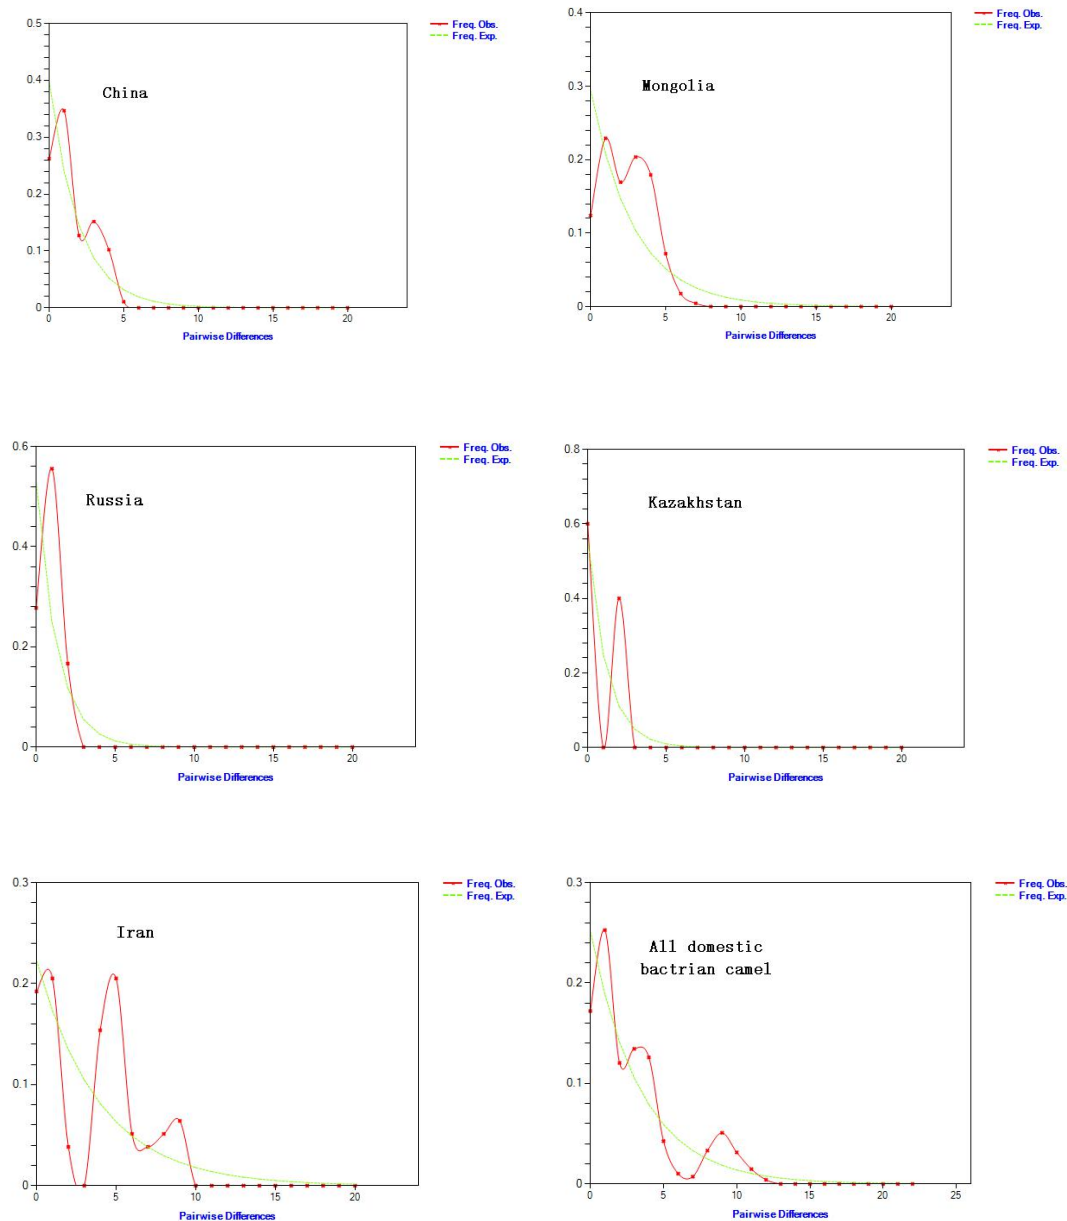 0.5
0.4
0.3
0.2
0.1
0
0
5
10
15
20
Pairwise Differences
China
Freq. Obs.
Freq. Exp.
0.4
0.3
0.2
0.1
0
0
5
10
15
20
Pairwise Differences
Mongolia
Freq. Obs.
Freq. Exp.
0.6
0.4
0.2
0
0
5
10
15
20
Pairwise Differences
Russia
Freq. Obs.
Freq. Exp.
0.8
0.6
0.4
0.2
0
0
5
10
15
20
Pairwise Differences
Kazakhstan
Freq. Obs.
Freq. Exp.
0.3
0.2
0.1
0
0
5
10
15
20
Pairwise Differences
Iran
Freq. Obs.
Freq. Exp.
0.3
0.2
0.1
0
0
5
10
15
20
25
Pairwise Differences
All domestic
bactrian camel
Freq. Obs.
Freq. Exp.